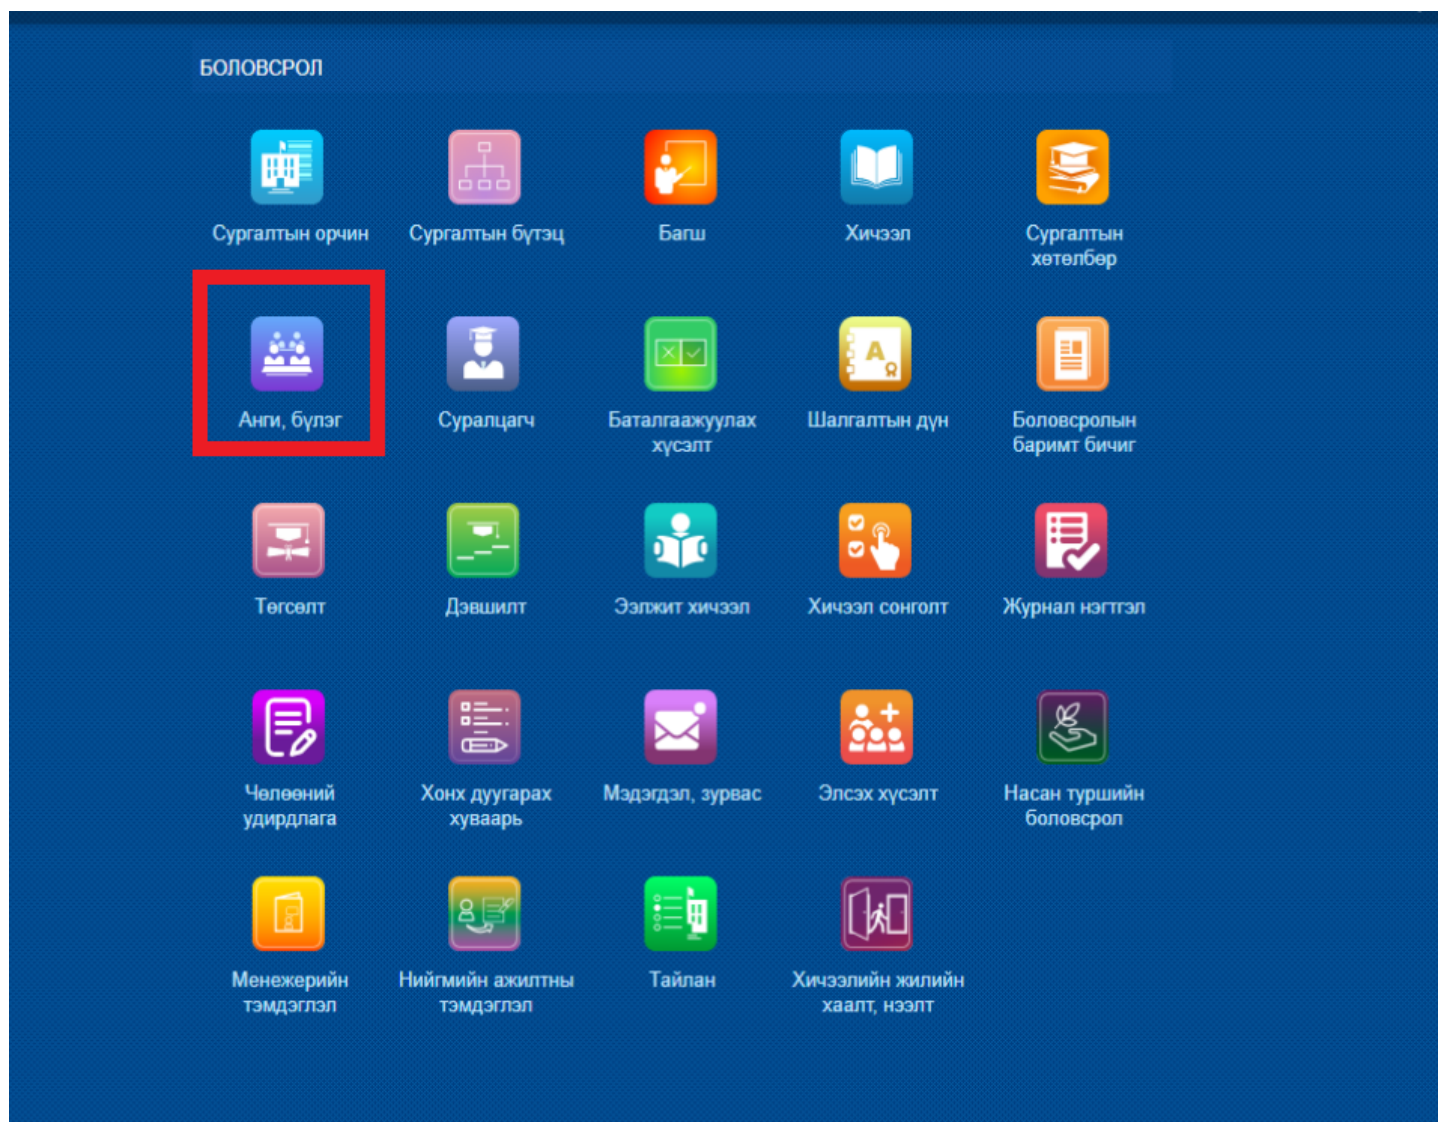 БОЛОВСРОЛ
Сургалтын орчин
Сургалтын бүтэц
Багш
Хичээл
Сургалтын
хөтөлбөр
Анги, бүлэг
Суралцагч
Баталгаажуулах
хүсэлт
A
Шалгалтын дүн
Боловсролын
баримт бичиг
Төгсөлт
Дэвшилт
Ээлжит хичээл
Хичээл сонголт
Журнал нэгтгэл
Чөлөөний
удирдлага
Хонх дуугарах
хуваарь
Мэдэгдэл, зурвас
Элсэх хүсэлт
Насан туршийн
боловсрол
Менежерийн
тэмдэглэл
Нийгмийн ажилтны
тэмдэглэл
Тайлан
Хичээлийн жилийн
хаалт, нээлт